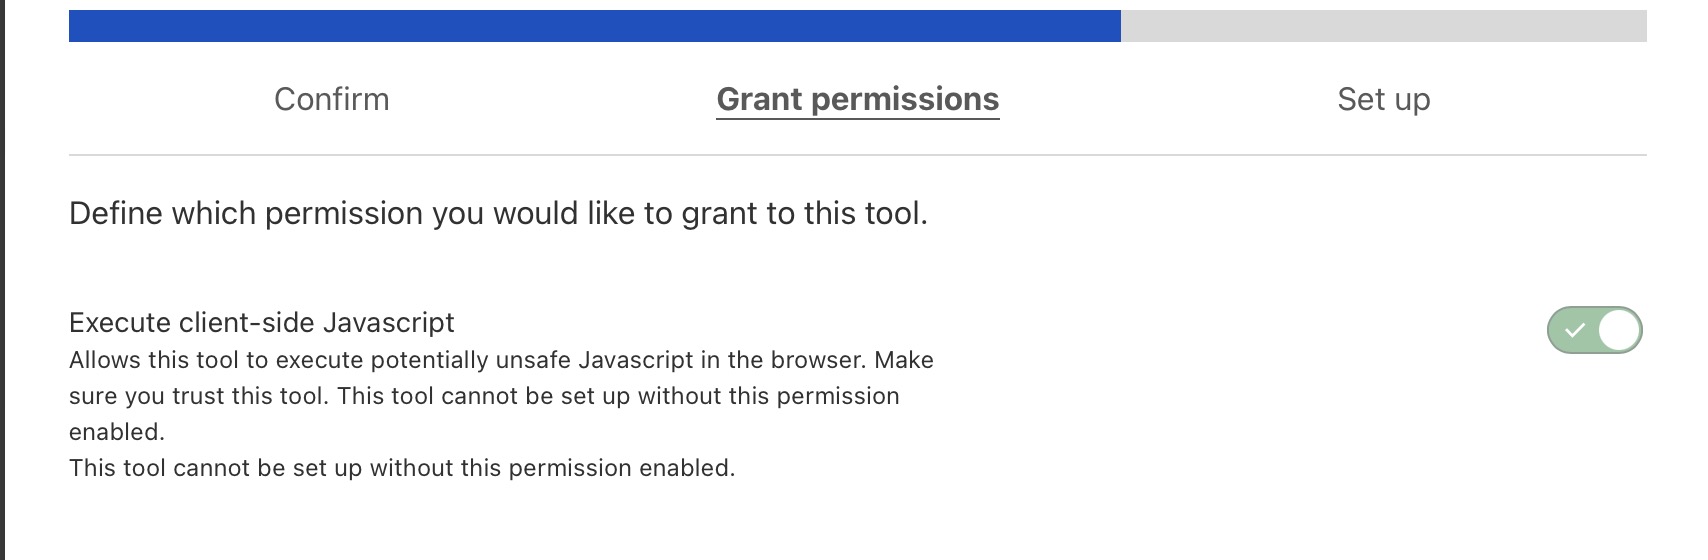 Confirm
Grant permissions
Set up
Define which permission you would like to grant to this tool.
Execute client-side Javascript
Allows this tool to execute potentially unsafe Javascript in the browser. Make
sure you trust this tool. This tool cannot be set up without this permission
enabled.
This tool cannot be set up without this permission enabled.